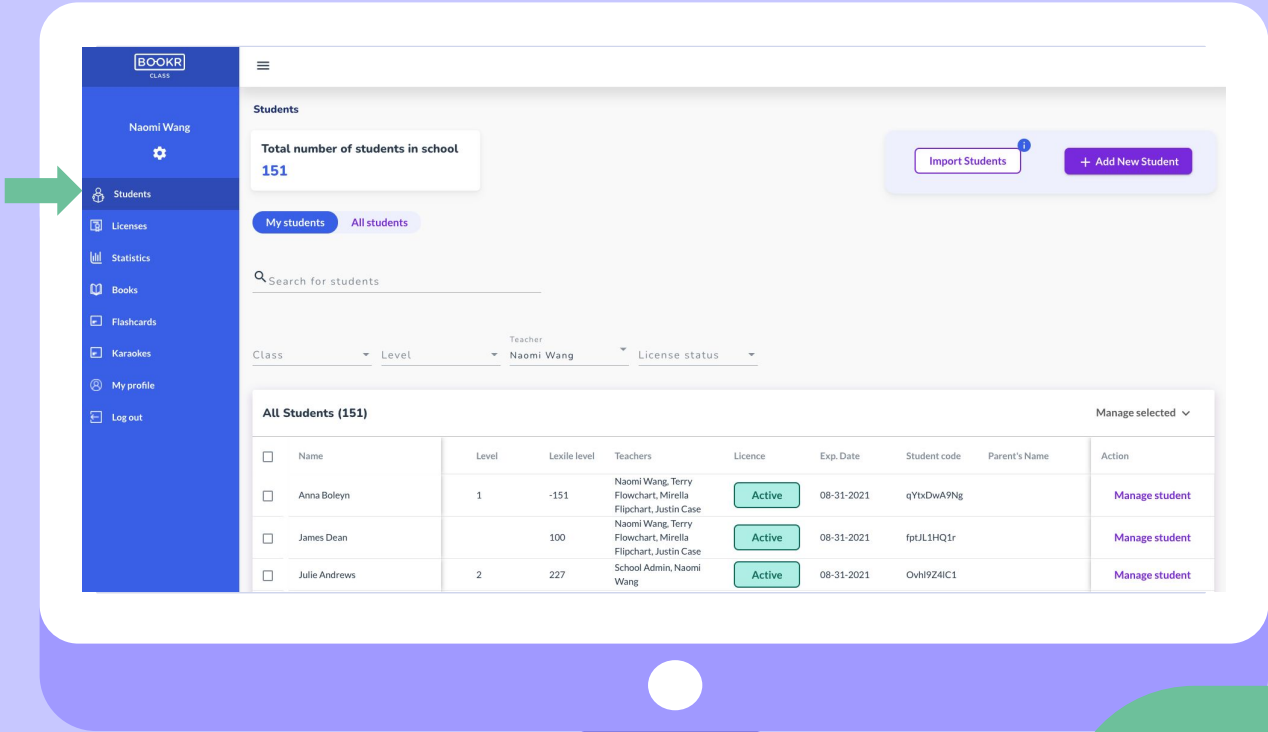 BOOKR
CLASS
Naomi Wang
Students
Licenses
Statistics
Books
Flashcards
Karaokes
My profile
Log out
Students
Total number of students in school
151
Import Students
i
+ Add New Student
My students All students
Search for students
Class Level Teacher Naomi Wang License status
All Students (151) Manage selected
Name Level Lexile level Teachers Licence Exp. Date Student code Parent's Name Action
Anna Boleyn 1 -151 Naomi Wang, Terry Flowchart, Mirella Flipchart, Justin Case Active 08-31-2021 qYtxDwA9Ng Manage student
James Dean 100 Naomi Wang, Terry Flowchart, Mirella Flipchart, Justin Case Active 08-31-2021 fptJL1HQ1r Manage student
Julie Andrews 2 227 School Admin, Naomi Wang Active 08-31-2021 Manage student